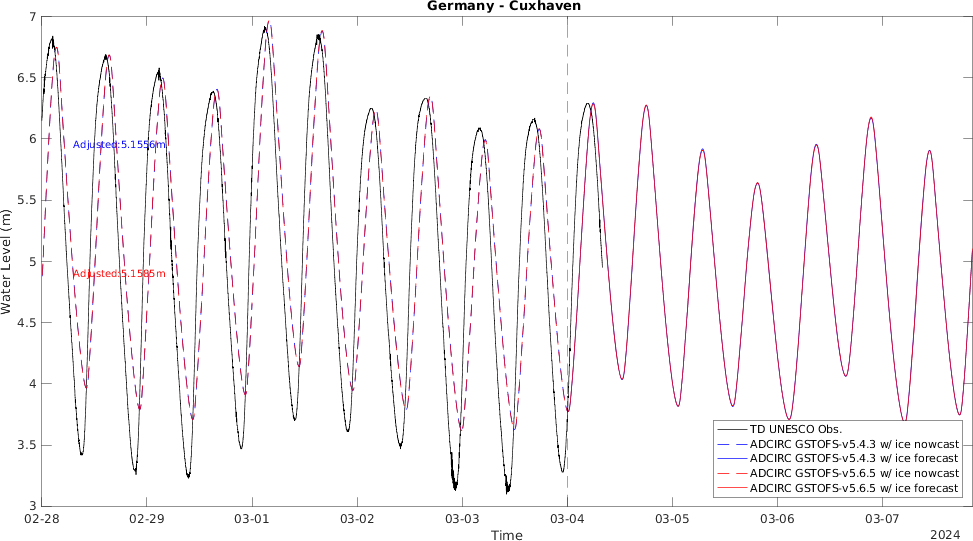 Germany - Cuxhaven
7
6.5
6
5.5
5
4.5
4
3.5
3
Water Level (m)
Adjusted:5.1556m
Adjusted:5.1585m
TD UNESCO Obs.
ADCIRC GSTOFS-v5.4.3 w/ ice nowcast
ADCIRC GSTOFS-v5.4.3 w/ ice forecast
ADCIRC GSTOFS-v5.6.5 w/ ice nowcast
ADCIRC GSTOFS-v5.6.5 w/ ice forecast
02-28 02-29 03-01 03-02 03-03 03-04 03-05 03-06 03-07
Time
2024